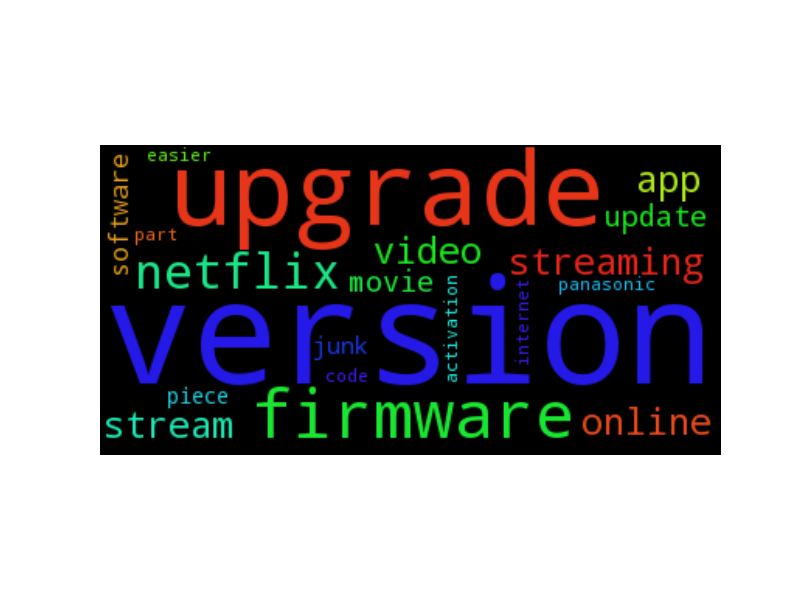 easier
upgrade
software
app
update
part
video
netflix
streaming
movie
version
activation
internet
panasonic
junk
code
piece
firmware
stream
online